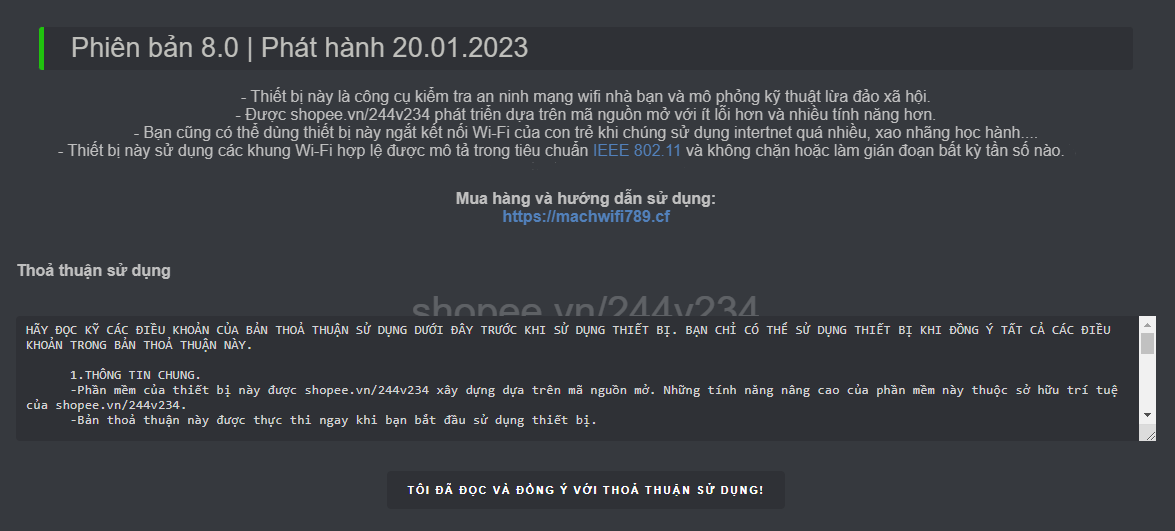 Phiên bản 8.0 | Phát hành 20.01.2023
- Thiết bị này là công cụ kiểm tra an ninh mạng wifi nhà bạn và mô phỏng kỹ thuật lừa đảo xã hội.
- Được shopee.vn/244v234 phát triển dựa trên mã nguồn mở với ít lỗi hơn và nhiều tính năng hơn.
- Bạn cũng có thể dùng thiết bị này ngắt kết nối Wi-Fi của con trẻ khi chúng sử dụng intertnet quá nhiều, xao nhãng học hành....
- Thiết bị này sử dụng các khung Wi-Fi hợp lệ được mô tả trong tiêu chuẩn IEEE 802.11 và không chặn hoặc làm gián đoạn bất kỳ tần số nào.
Mua hàng và hướng dẫn sử dụng:
https://machwifi789.cf
Thoả thuận sử dụng
shopee.vn/244v234
HÃY ĐỌC KỸ CÁC ĐIỀU KHOẢN CỦA BẢN THOẢ THUẬN SỬ DỤNG DƯỚI ĐÂY TRƯỚC KHI SỬ DỤNG THIẾT BỊ. BẠN CHỈ CÓ THỂ SỬ DỤNG THIẾT BỊ KHI ĐỒNG Ý TẤT CẢ CÁC ĐIỀU
KHOẢN TRONG BẢN THOẢ THUẬN NÀY.
1.THÔNG TIN CHUNG.
-Phần mềm của thiết bị này được shopee.vn/244v234 xây dựng dựa trên mã nguồn mở. Những tính năng nâng cao của phần mềm này thuộc sở hữu trí tuệ
của shopee.vn/244v234.
-Bản thoả thuận này được thực thi ngay khi bạn bắt đầu sử dụng thiết bị.
TÔI ĐÃ ĐỌC VÀ ĐỒNG Ý VỚI THOẢ THUẬN SỬ DỤNG!